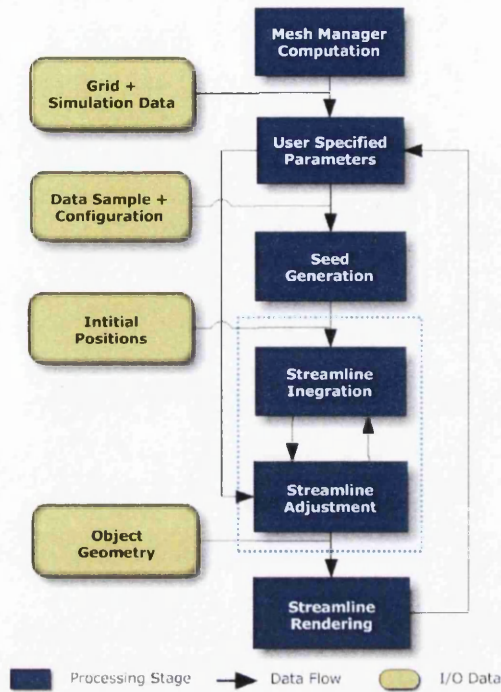 Mesh Manager
Computation
Grid +
Simulation Data
User Specified
Parameters
Data Sample +
Configuration
Seed
Generation
Intitial
Positions
Streamline
Inegration
Streamline
Adjustment
Object
Geometry
Streamline
Rendering
Processing Stage
Data Flow
I/O Data